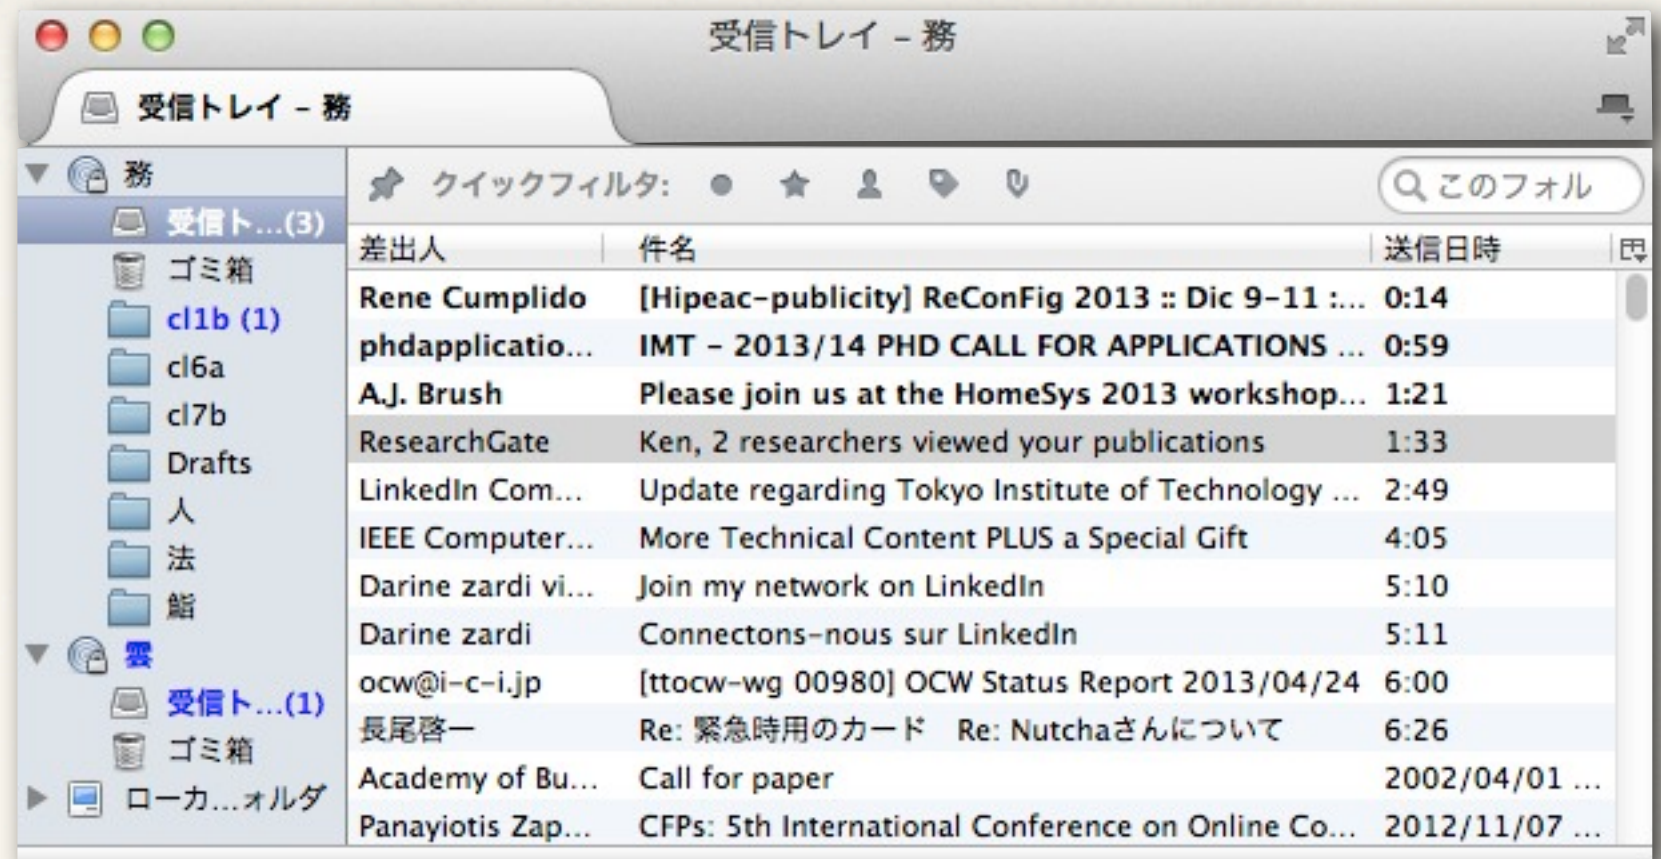 受信トレイ – 務
受信トレイ – 務
務
受信ト…(3)
ゴミ箱
cl1b (1)
cl6a
cl7b
Drafts
人
法
鮨
雲
受信ト…(1)
ゴミ箱
ローカ…ォルダ
クイックフィルタ:
このフォル
差出人 件名 送信日時
Rene Cumplido [Hipeac-publicity] ReConFig 2013 :: Dic 9-11 :… 0:14
phdapplicatio… IMT – 2013/14 PHD CALL FOR APPLICATIONS … 0:59
A.J. Brush Please join us at the HomeSys 2013 workshop… 1:21
ResearchGate Ken, 2 researchers viewed your publications 1:33
LinkedIn Com… Update regarding Tokyo Institute of Technology … 2:49
IEEE Computer… More Technical Content PLUS a Special Gift 4:05
Darine zardi vi… Join my network on LinkedIn 5:10
Darine zardi Connectons-nous sur LinkedIn 5:11
ocw@i-c-i.jp [ttocw-wg 00980] OCW Status Report 2013/04/24 6:00
長尾啓一 Re: 緊急時用のカード　Re: Nutchaさんについて 6:26
Academy of Bu… Call for paper 2002/04/01 …
Panayiotis Zap… CFPs: 5th International Conference on Online Co… 2012/11/07 …